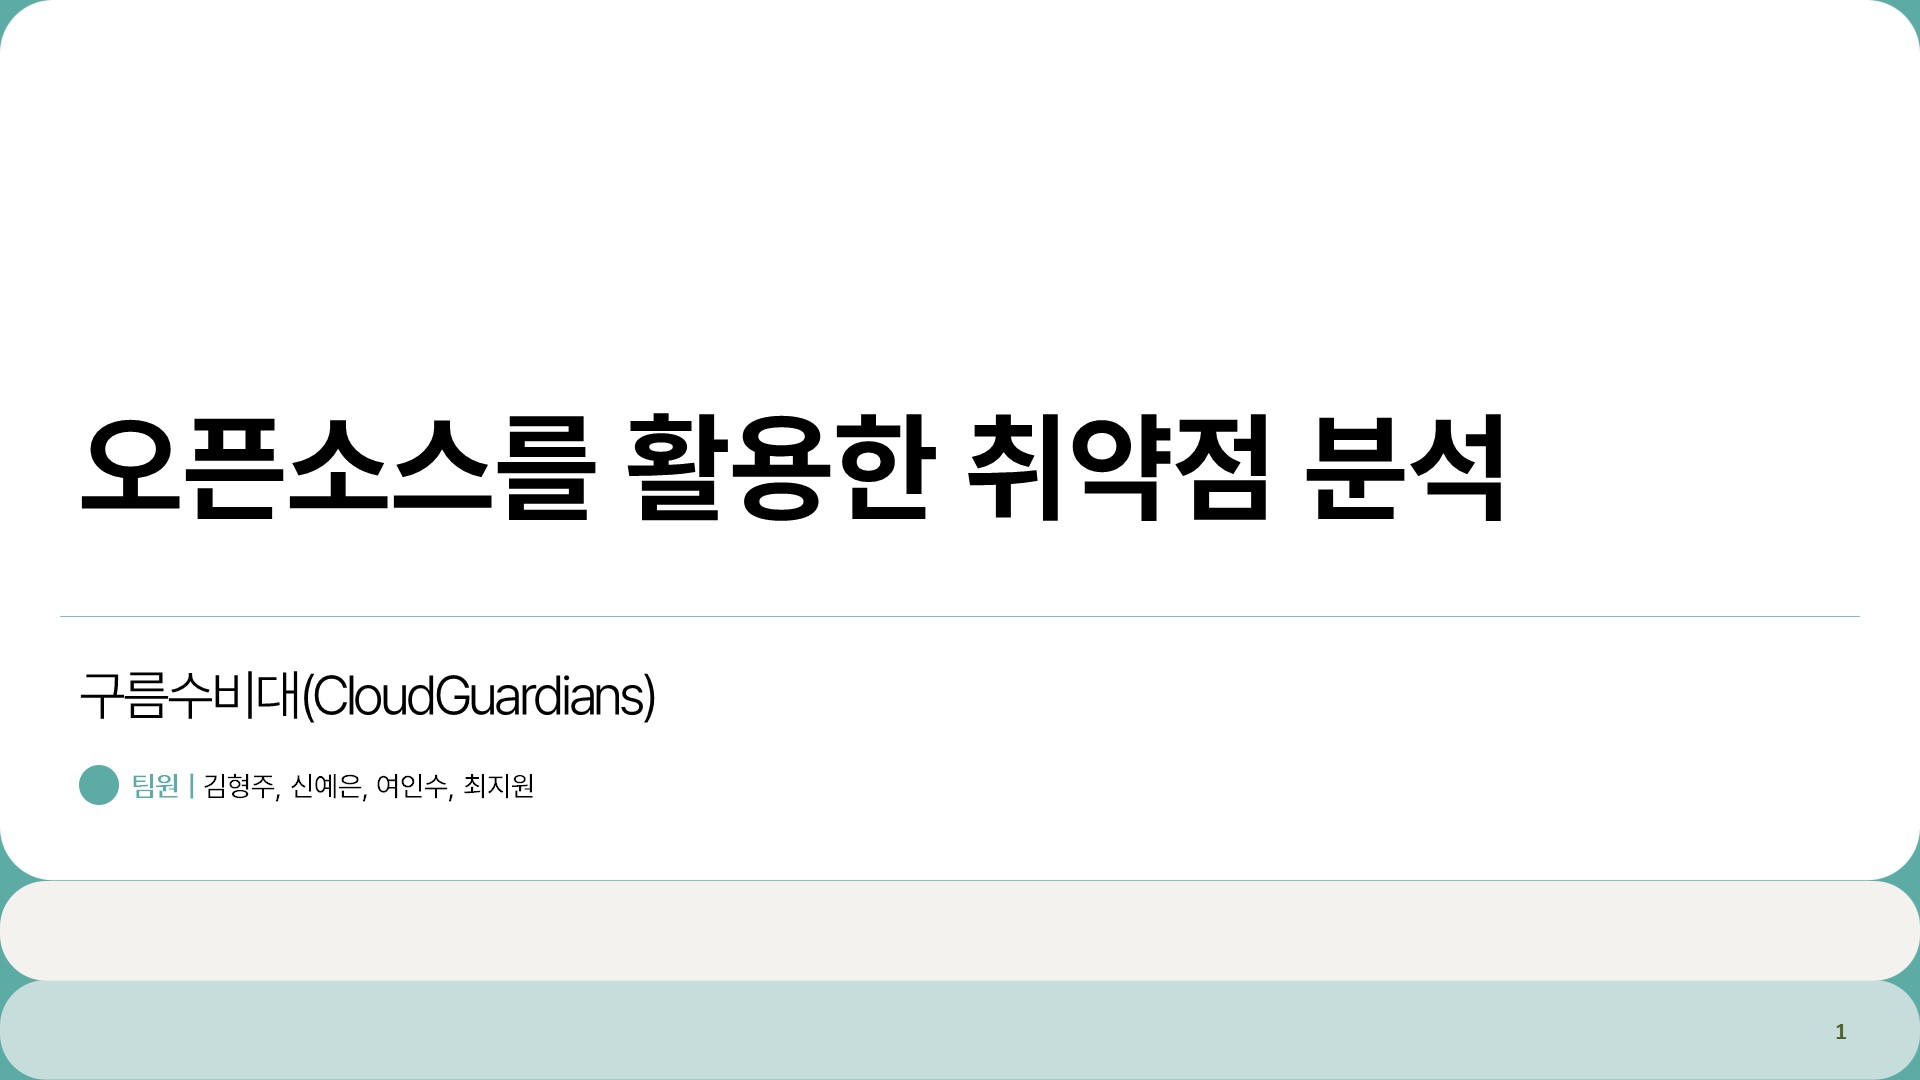 오픈소스를 활용한 취약점 분석
구름수비대(CloudGuardians)
팀원 | 김형주, 신예은, 여인수, 최지원
1